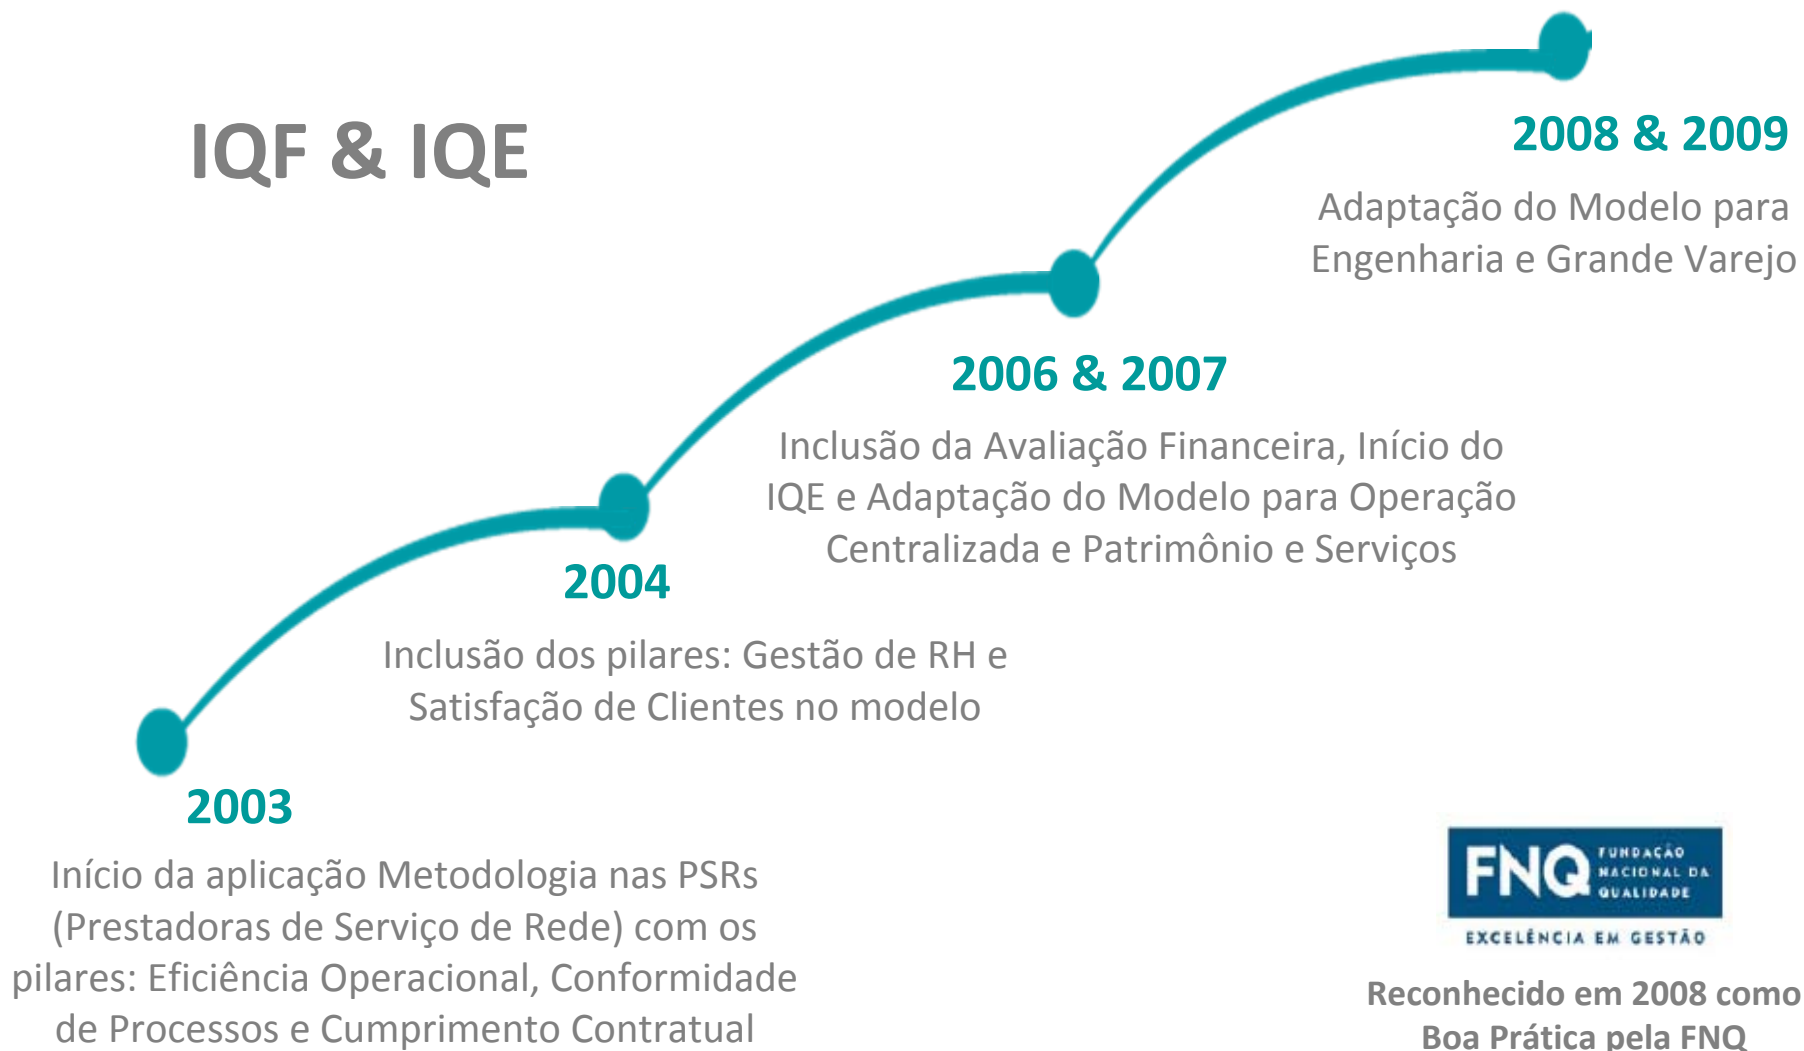 IQF & IQE
2008 & 2009
Adaptação do Modelo para
Engenharia e Grande Varejo
2006 & 2007
Inclusão da Avaliação Financeira, Início do
IQE e Adaptação do Modelo para Operação
Centralizada e Patrimônio e Serviços
2004
Inclusão dos pilares: Gestão de RH e
Satisfação de Clientes no modelo
2003
Início da aplicação Metodologia nas PSRs
(Prestadoras de Serviço de Rede) com os
pilares: Eficiência Operacional, Conformidade
de Processos e Cumprimento Contratual
FNQ
FUNDAÇÃO
NACIONAL DA
QUALIDADE
EXCELÊNCIA EM GESTÃO
Reconhecido em 2008 como
Boa Prática pela FNQ